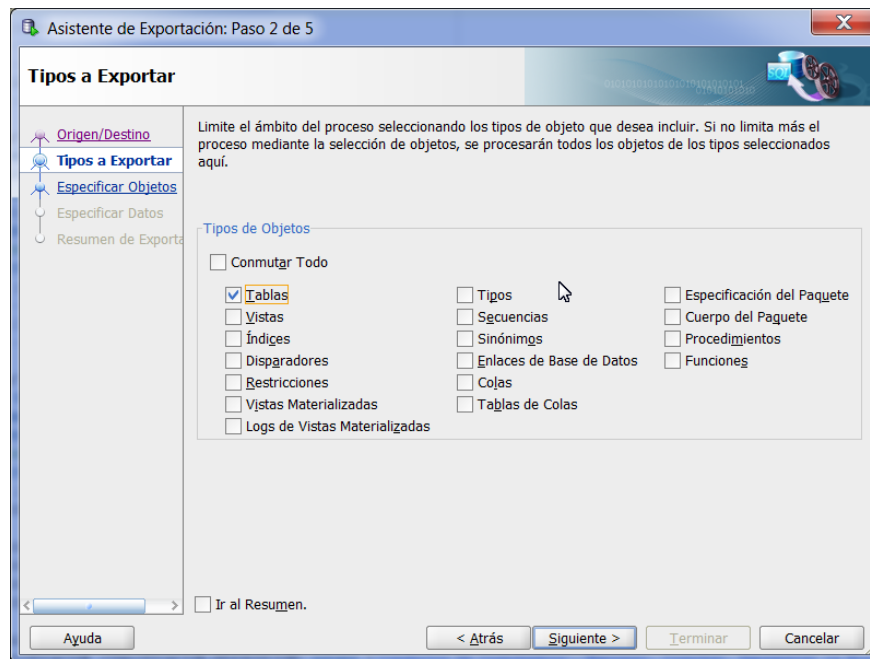 Asistente de Exportación: Paso 2 de 5
Tipos a Exportar
Origen/Destino
Tipos a Exportar
Especificar Objetos
Especificar Datos
Resumen de Exporta
Limite el ámbito del proceso seleccionando los tipos de objeto que desea incluir. Si no limita más el
proceso mediante la selección de objetos, se procesarán todos los objetos de los tipos seleccionados
aquí.
Tipos de Objetos
Conmutar Todo
Tablas
Vistas
Índices
Disparadores
Restricciones
Vistas Materializadas
Logs de Vistas Materializadas
Tipos
Secuencias
Sinónimos
Enlaces de Base de Datos
Colas
Tablas de Colas
Especificación del Paquete
Cuerpo del Paquete
Procedimientos
Funciones
Ir al Resumen.
Ayuda
< Atrás
Siguiente >
Terminar
Cancelar
SQL